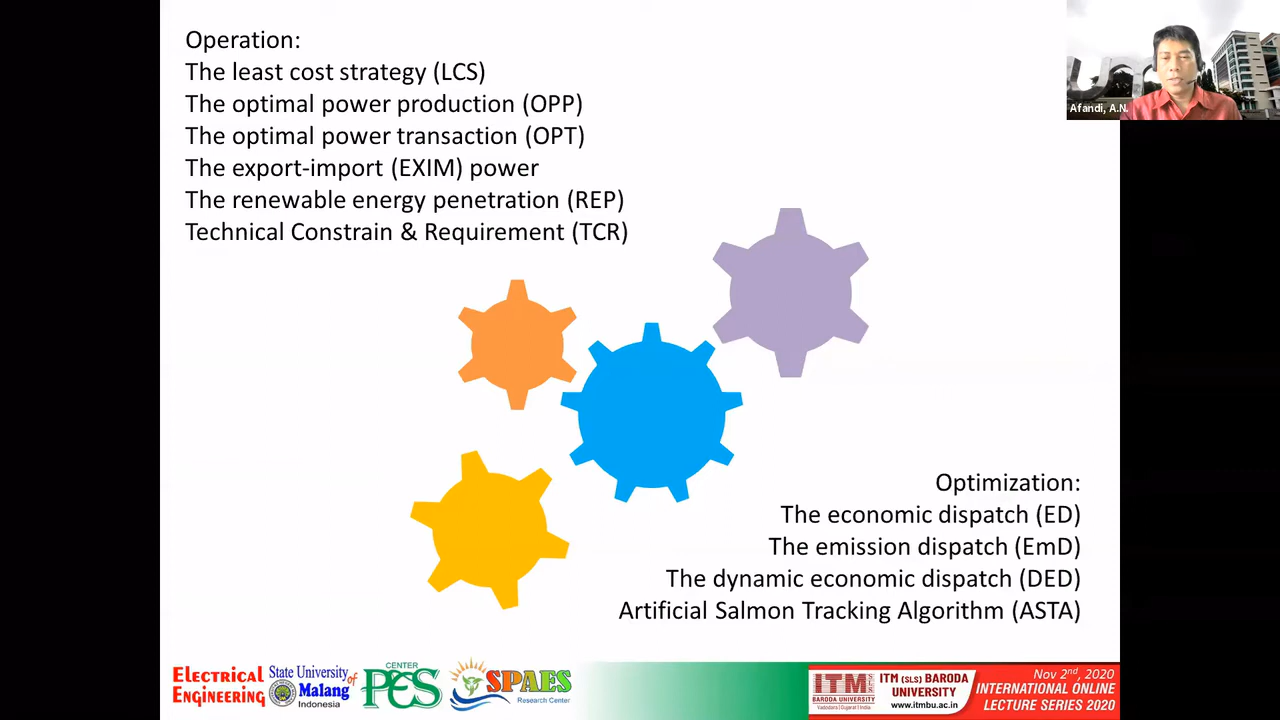 Operation:
The least cost strategy (LCS)
The optimal power production (OPP)
The optimal power transaction (OPT)
The export-import (EXIM) power
The renewable energy penetration (REP)
Technical Constrain & Requirement (TCR)
Afandi, A.N.
Optimization:
The economic dispatch (ED)
The emission dispatch (EmD)
The dynamic economic dispatch (DED)
Artificial Salmon Tracking Algorithm (ASTA)
Electrical
Engineering
State University
of
Malang
Indonesia
CENTER
PCS
SPAES
Research Center
ITM
BARODA UNIVERSITY
Vadodara | Gujarat | India
ITM (SLS) BARODA
UNIVERSITY
www.itmbu.ac.in
Nov 2nd, 2020
INTERNATIONAL ONLINE
LECTURE SERIES 2020